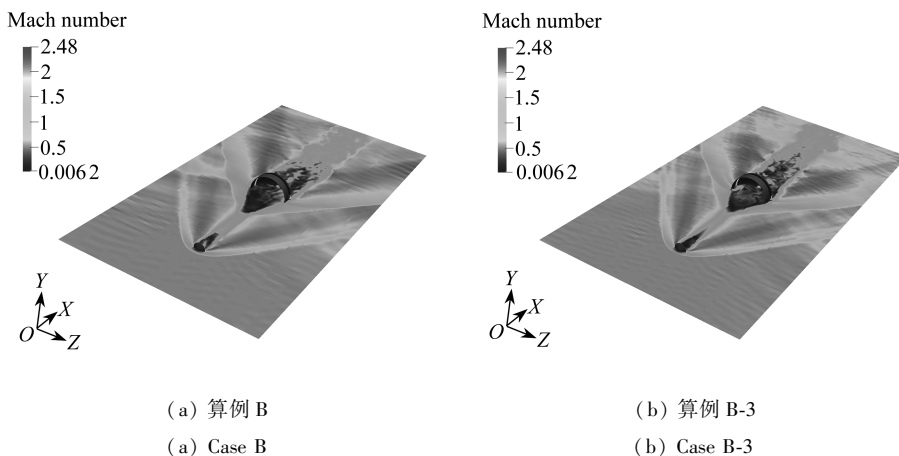 Mach number
2.48
2
1.5
1
0.5
0.0062
Y
X
O
Z
(a) 算例 B
(a) Case B
Mach number
2.48
2
1.5
1
0.5
0.0062
Y
X
O
Z
(b) 算例 B-3
(b) Case B-3